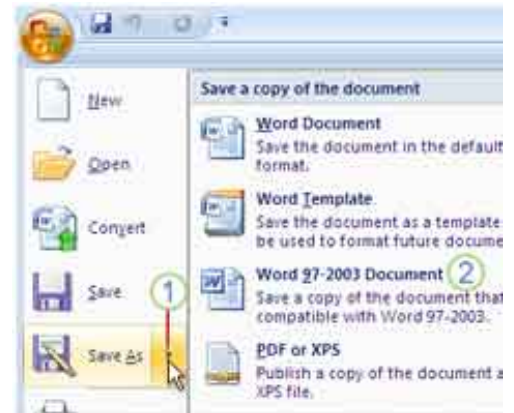 Save a copy of the document
New
Word Document
Save the document in the default
format.
Open
Word Template
Save the document as a template
be used to format future docume
Convert
Word 97-2003 Document 2
Save a copy of the document that
compatible with Word 97-2003.
Save 1
PDF or XPS
Publish a copy of the document a
XPS file.
Save As